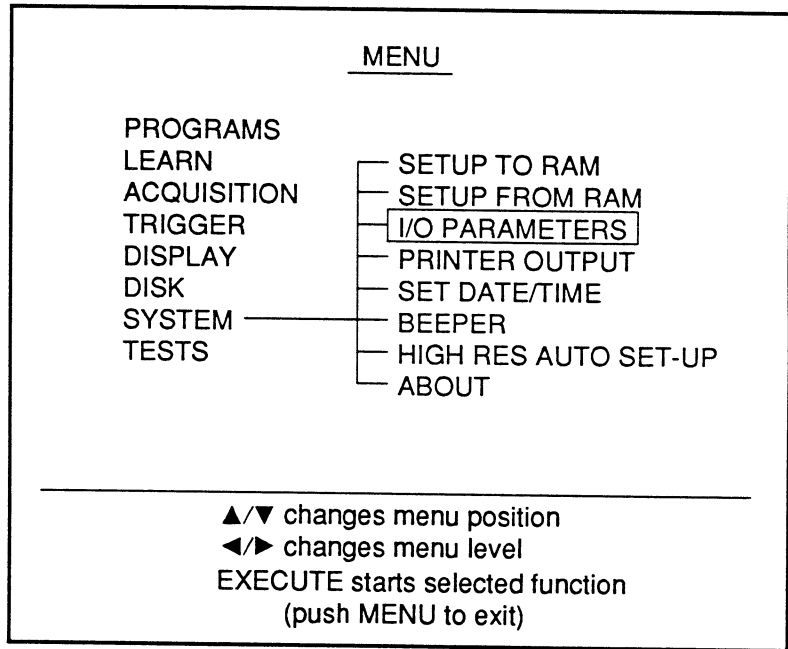 MENU
PROGRAMS
LEARN
ACQUISITION
TRIGGER
DISPLAY
DISK
SYSTEM
TESTS
SETUP TO RAM
SETUP FROM RAM
I/O PARAMETERS
PRINTER OUTPUT
SET DATE/TIME
BEEPER
HIGH RES AUTO SET-UP
ABOUT
▲/▼ changes menu position
◄/► changes menu level
EXECUTE starts selected function
(push MENU to exit)